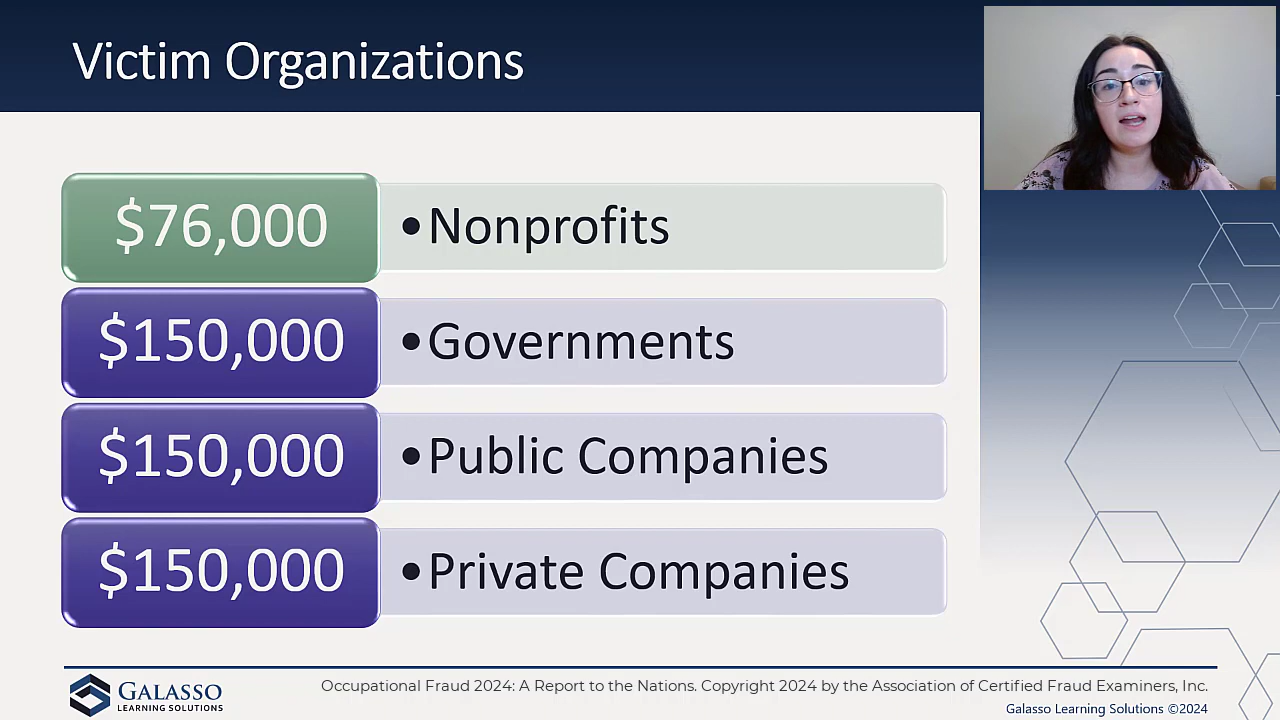 Victim Organizations
$76,000
•Nonprofits
$150,000
•Governments
$150,000
•Public Companies
$150,000
•Private Companies
GALASSO
LEARNING SOLUTIONS
Occupational Fraud 2024: A Report to the Nations. Copyright 2024 by the Association of Certified Fraud Examiners, Inc.
Galasso Learning Solutions ©2024